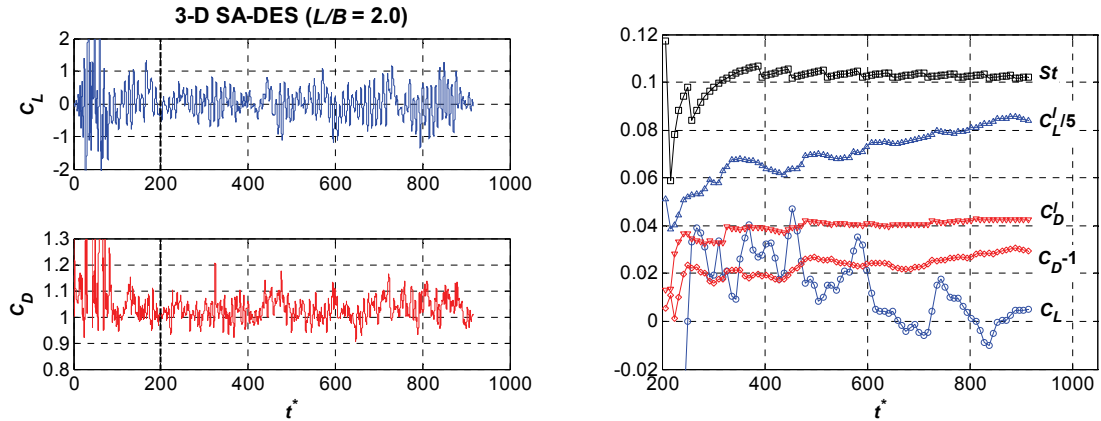 3-D SA-DES (L/B = 2.0)
2
1
0
-1
-2
C_L
0 200 400 600 800 1000
1.3
1.2
1.1
1
0.9
0.8
C_D
0 200 400 600 800 1000
t*
0.12
0.1
0.08
0.06
0.04
0.02
0
-0.02
200 400 600 800 1000
t*
St
C_L^/ /5
C_D^/
C_D-1
C_L